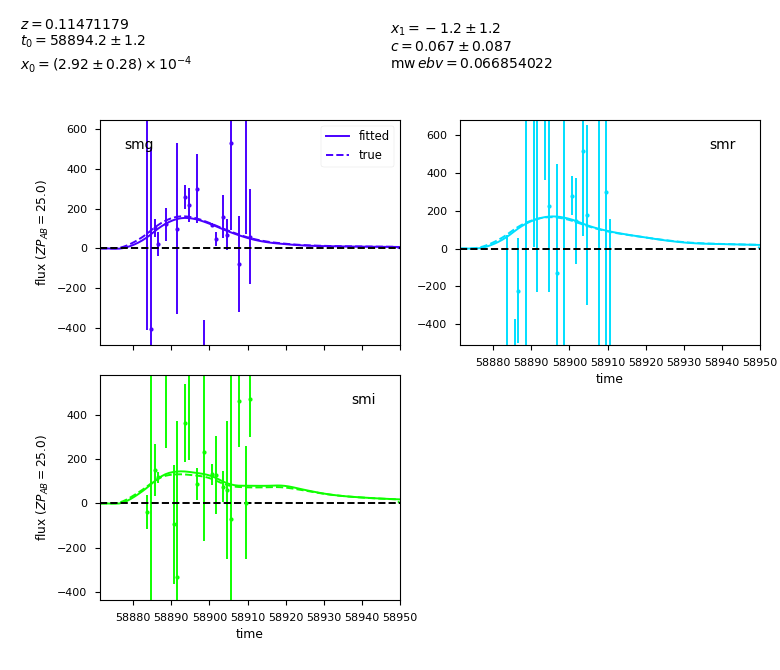 z = 0.11471179
t₀ = 58894.2 ± 1.2
x₀ = (2.92 ± 0.28) × 10⁻⁴
x₁ = −1.2 ± 1.2
c = 0.067 ± 0.087
mw ebv = 0.066854022
smg
fitted
true
600
400
200
0
−200
−400
flux (ZP_AB = 25.0)
smr
600
400
200
0
−200
−400
58880 58890 58900 58910 58920 58930 58940 58950
time
smi
400
200
0
−200
−400
flux (ZP_AB = 25.0)
58880 58890 58900 58910 58920 58930 58940 58950
time